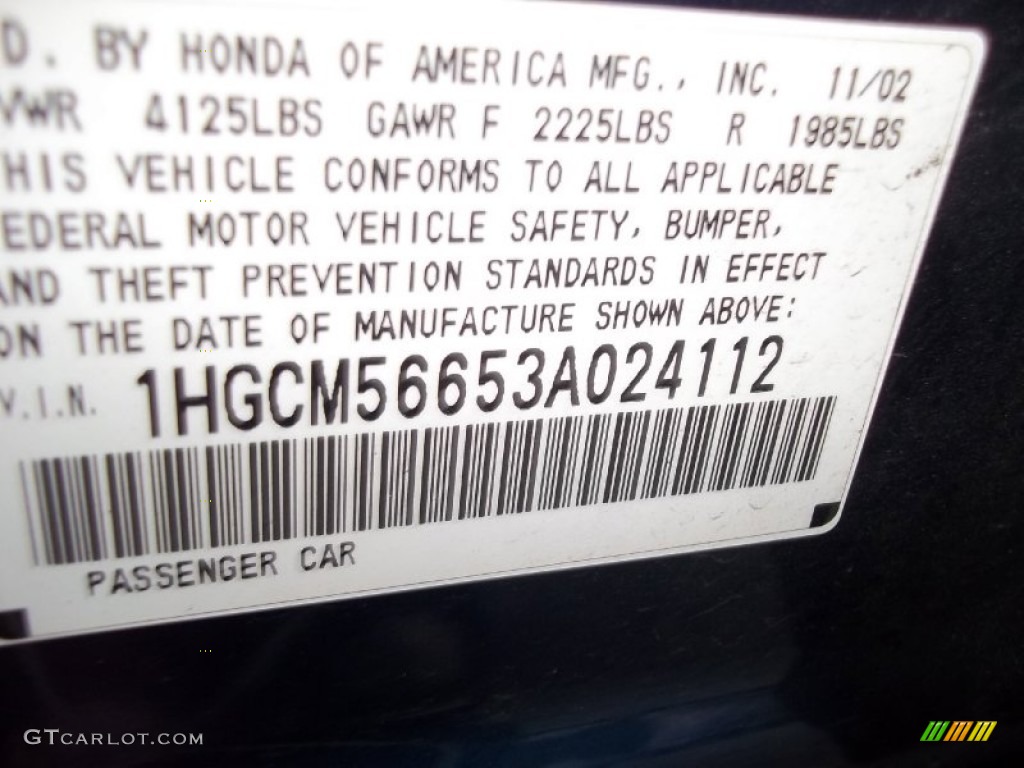 D. BY HONDA OF AMERICA MFG., INC. 11/02
VWR 4125LBS GAWR F 2225LBS R 1985LBS
HIS VEHICLE CONFORMS TO ALL APPLICABLE
EDERAL MOTOR VEHICLE SAFETY, BUMPER,
AND THEFT PREVENTION STANDARDS IN EFFECT
ON THE DATE OF MANUFACTURE SHOWN ABOVE:
V.I.N. 1HGCM56653A024112
PASSENGER CAR
GTCARLOT.COM